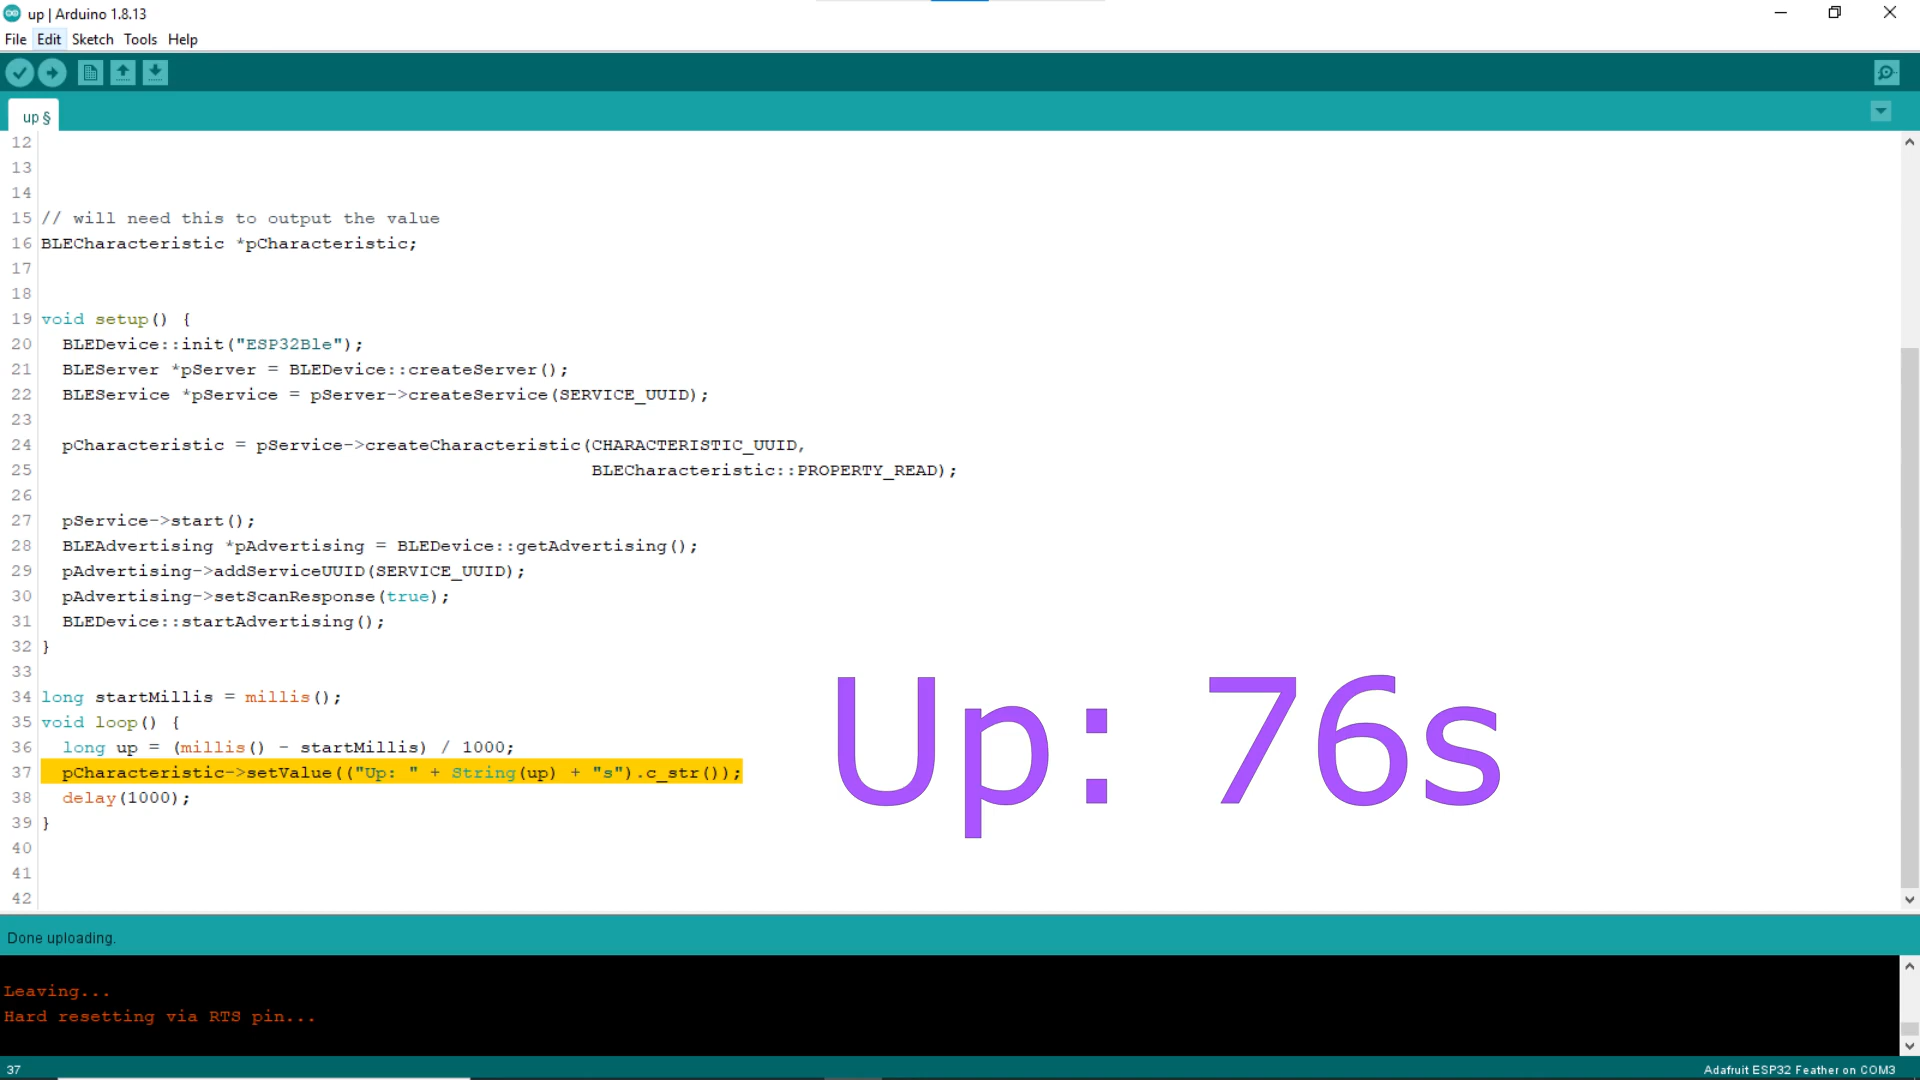 up | Arduino 1.8.13
File Edit Sketch Tools Help
up §
12
13
14
15 // will need this to output the value
16 BLECharacteristic *pCharacteristic;
17
18
19 void setup() {
20   BLEDevice::init("ESP32Ble");
21   BLEServer *pServer = BLEDevice::createServer();
22   BLEService *pService = pServer->createService(SERVICE_UUID);
23
24   pCharacteristic = pService->createCharacteristic(CHARACTERISTIC_UUID,
25                                                    BLECharacteristic::PROPERTY_READ);
26
27   pService->start();
28   BLEAdvertising *pAdvertising = BLEDevice::getAdvertising();
29   pAdvertising->addServiceUUID(SERVICE_UUID);
30   pAdvertising->setScanResponse(true);
31   BLEDevice::startAdvertising();
32 }
33
34 long startMillis = millis();
35 void loop() {
36   long up = (millis() - startMillis) / 1000;
37   pCharacteristic->setValue(("Up: " + String(up) + "s").c_str());
38   delay(1000);
39 }
40
41
42
Up: 76s
Done uploading.
Leaving...
Hard resetting via RTS pin...
37
Adafruit ESP32 Feather on COM3